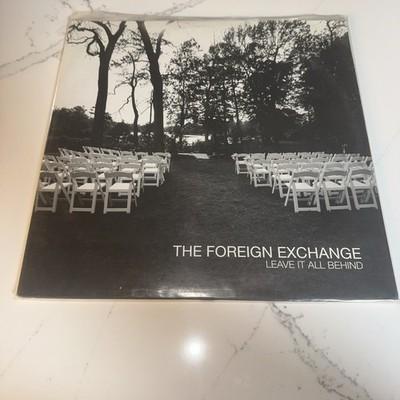 THE FOREIGN EXCHANGE
LEAVE IT ALL BEHIND